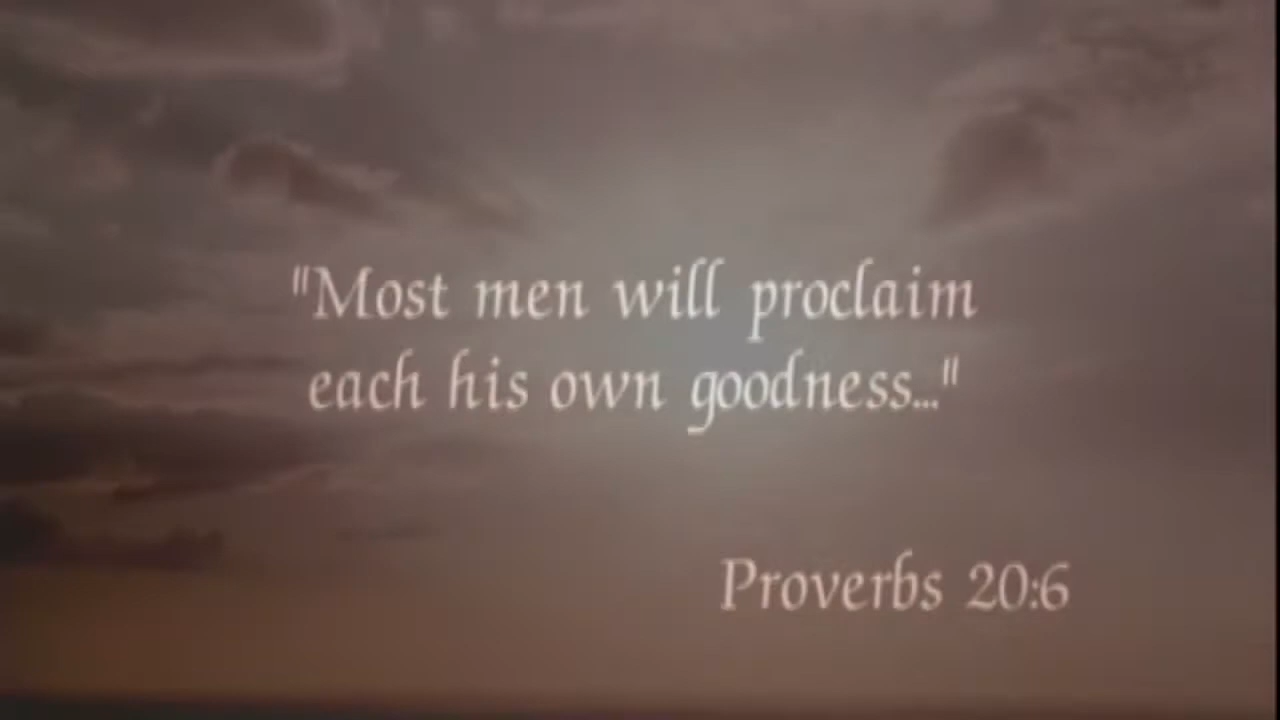 "Most men will proclaim
each his own goodness..."
Proverbs 20:6